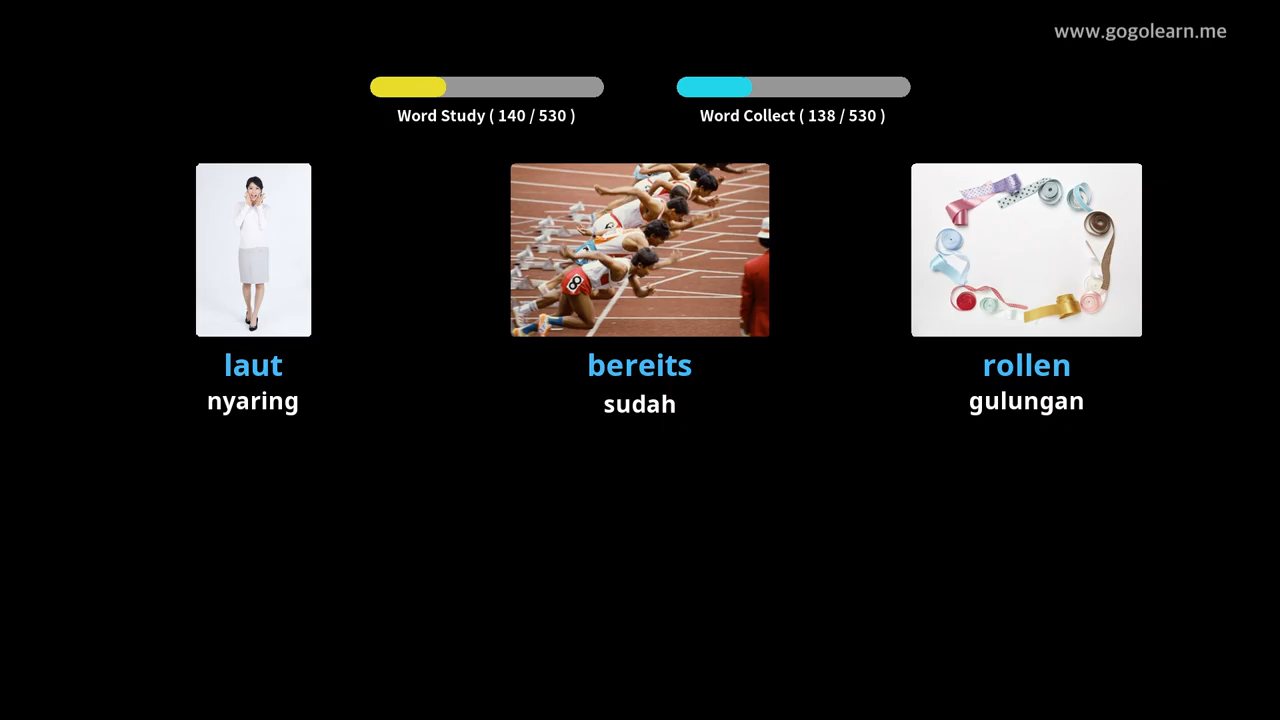 www.gogolearn.me
Word Study ( 140 / 530 )
Word Collect ( 138 / 530 )
laut
nyaring
bereits
sudah
rollen
gulungan